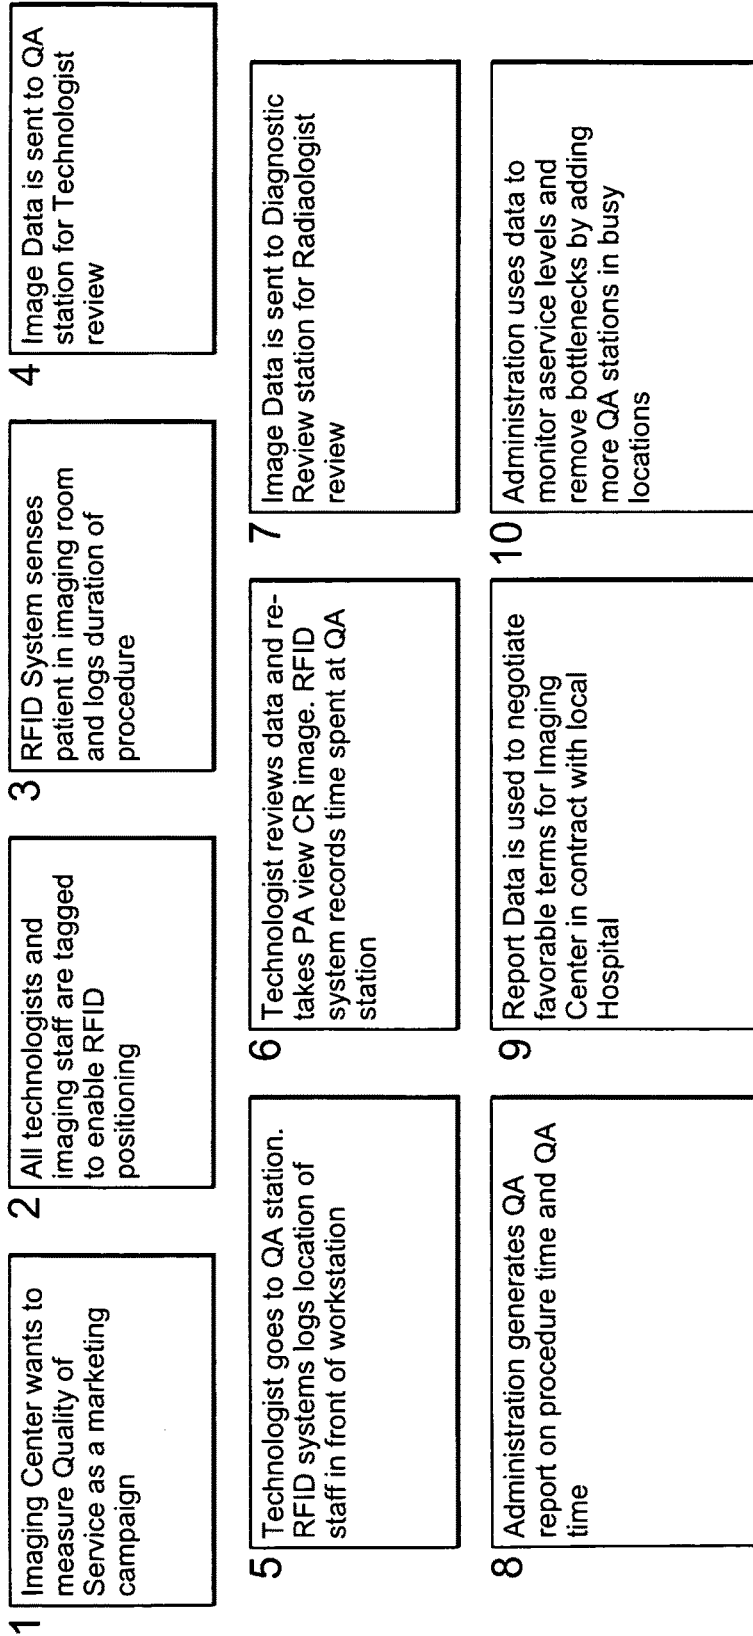 1
Imaging Center wants to
measure Quality of
Service as a marketing
campaign
2
All technologists and
imaging staff are tagged
to enable RFID
positioning
3
RFID System senses
patient in imaging room
and logs duration of
procedure
4
Image Data is sent to QA
station for Technologist
review
5
Technologist goes to QA station.
RFID systems logs location of
staff in front of workstation
6
Technologist reviews data and re-
takes PA view CR image. RFID
system records time spent at QA
station
7
Image Data is sent to Diagnostic
Review station for Radiaologist
review
8
Administration generates QA
report on procedure time and QA
time
9
Report Data is used to negotiate
favorable terms for Imaging
Center in contract with local
Hospital
10
Administration uses data to
monitor aservice levels and
remove bottlenecks by adding
more QA stations in busy
locations